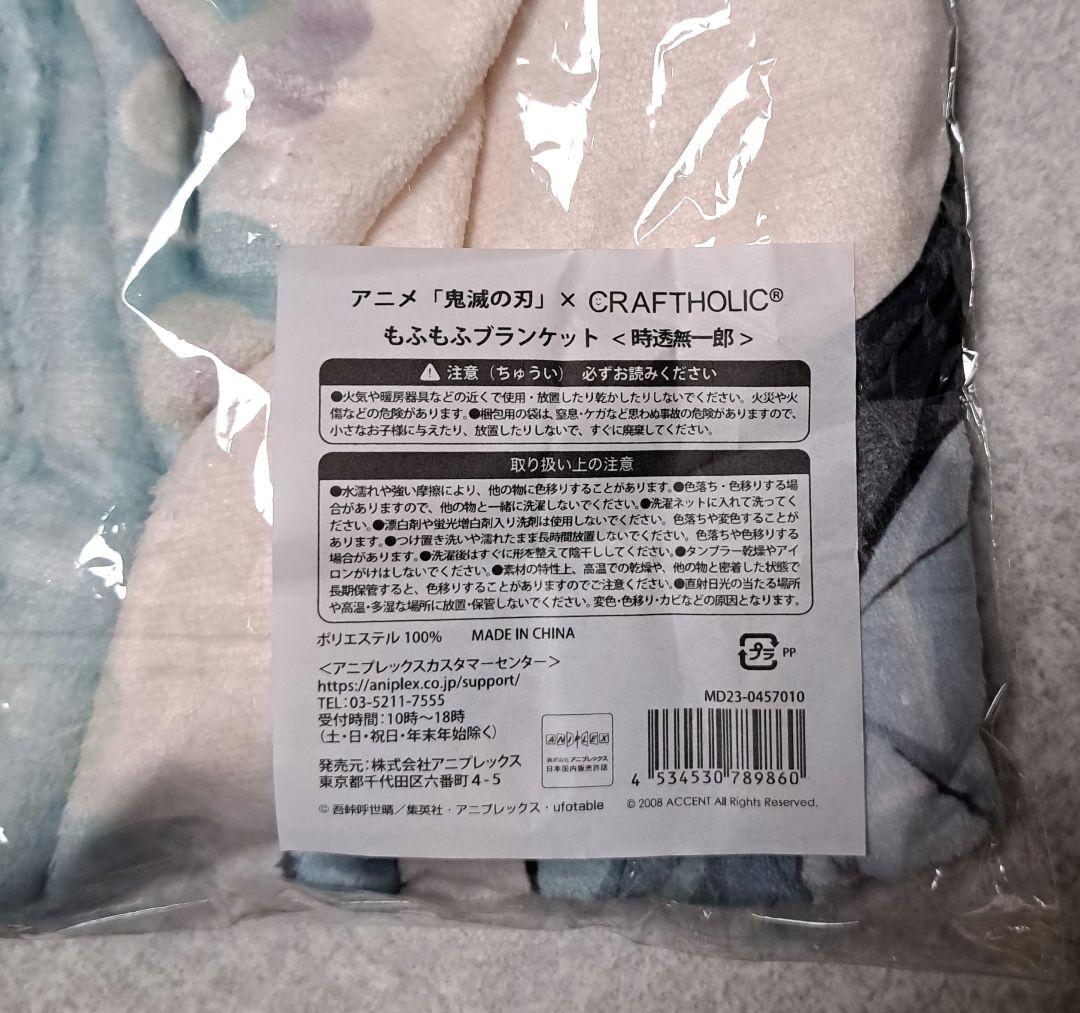 アニメ「鬼滅の刃」× CRAFTHOLIC®
もふもふブランケット <時透無一郎>
注意（ちゅうい） 必ずお読みください
●火気や暖房器具などの近くで使用・放置したり乾かしたりしないでください。火災や火
傷などの危険があります。●梱包用の袋は、窒息・ケガなど思わぬ事故の危険がありますので、
小さなお子様に与えたり、放置したりしないで、すぐに廃棄してください。
取り扱い上の注意
●水濡れや強い摩擦により、他の物に色移りすることがあります。●色落ち・色移りする場
合がありますので、他の物と一緒に洗濯しないでください。●洗濯ネットに入れて洗ってく
ださい。●漂白剤や蛍光増白剤入り洗剤は使用しないでください。色落ちや変色することが
あります。●つけ置き洗いや濡れたまま長時間放置しないでください。色落ちや色移りする
場合があります。●洗濯後はすぐに形を整えて陰干ししてください。●タンブラー乾燥やアイ
ロンがけはしないでください。●素材の特性上、高温での乾燥や、他の物と密着した状態で
長期保管すると、色移りすることがありますのでご注意ください。●直射日光の当たる場所
や高温・多湿な場所に放置・保管しないでください。変色・色移り・カビなどの原因となります。
ポリエステル 100% MADE IN CHINA
プラ PP
<アニプレックスカスタマーセンター>
https://aniplex.co.jp/support/
TEL:03-5211-7555
受付時間:10時～18時
（土・日・祝日・年末年始除く）
発売元:株式会社アニプレックス
東京都千代田区六番町4-5
ANIPLEX
株式会社 アニプレックス
日本国内販売許諾
MD23-0457010
4 534530 789860
© 吾峠呼世晴／集英社・アニプレックス・ufotable
© 2008 ACCENT All Rights Reserved.